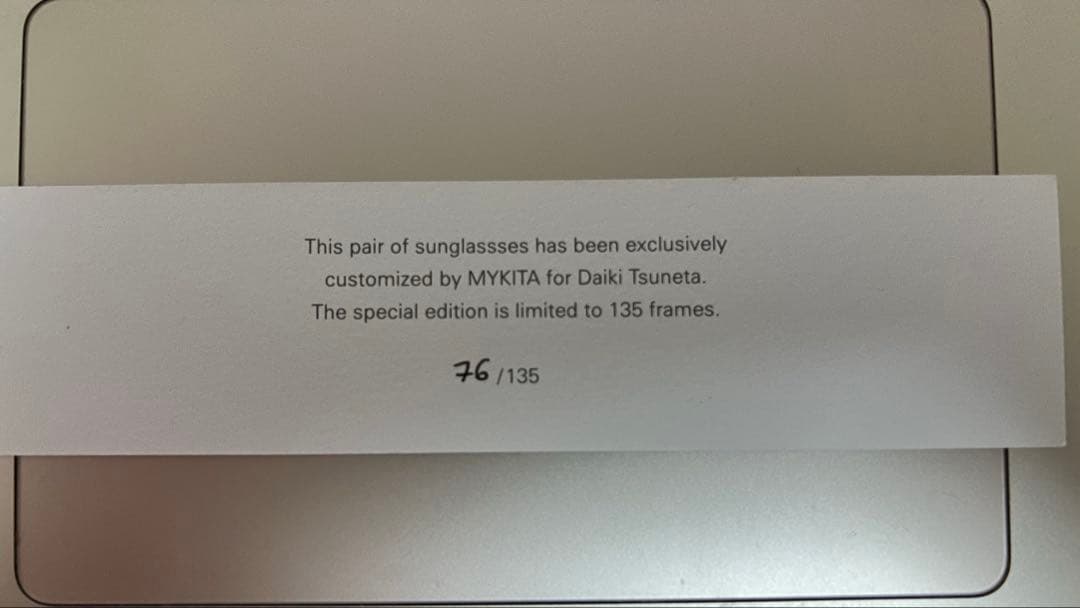 This pair of sunglassses has been exclusively
customized by MYKITA for Daiki Tsuneta.
The special edition is limited to 135 frames.
76 /135